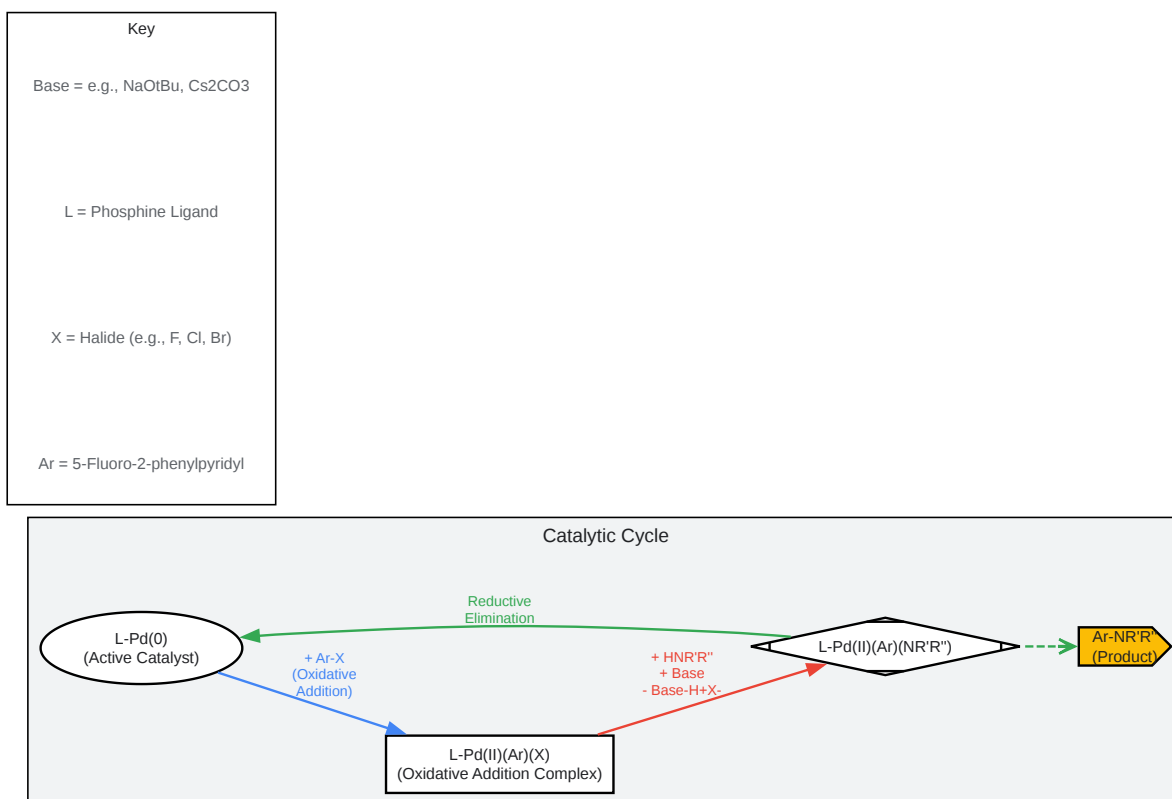 Key
Base = e.g., NaOtBu, Cs2CO3
L = Phosphine Ligand
X = Halide (e.g., F, Cl, Br)
Ar = 5-Fluoro-2-phenylpyridyl
Catalytic Cycle
Reductive
Elimination
L-Pd(0)
(Active Catalyst)
+ Ar-X
(Oxidative
Addition)
+ HNR'R''
+ Base
- Base-H+X-
L-Pd(II)(Ar)(NR'R'')
Ar-NR'R''
(Product)
L-Pd(II)(Ar)(X)
(Oxidative Addition Complex)